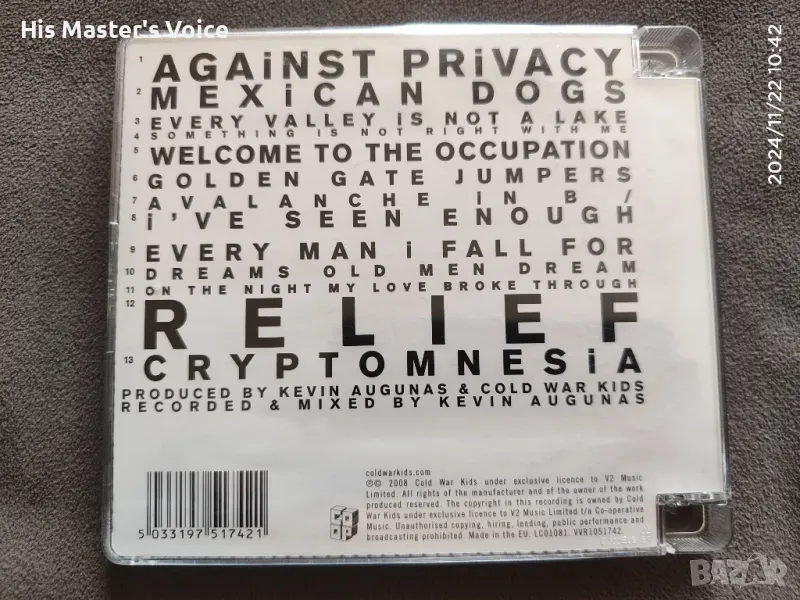 His Master's Voice
2024/11/22 10:42
1 AGAiNST PRiVACY
2 MEXiCAN DOGS
3 EVERY VALLEY iS NOT A LAKE
4 SOMETHING IS NOT RIGHT WITH ME
5 WELCOME TO THE OCCUPATION
6 GOLDEN GATE JUMPERS
7 AVALANCHE IN B /
8 i'VE SEEN ENOUGH
9 EVERY MAN i FALL FOR
10 DREAMS OLD MEN DREAM
11 ON THE NIGHT MY LOVE BROKE THROUGH
12 RELIEF
13 CRYPTOMNESiA
PRODUCED BY KEVIN AUGUNAS & COLD WAR KIDS
RECORDED & MIXED BY KEVIN AUGUNAS
5 033197 517421
CO
OP
coldwarkids.com
℗© 2008 Cold War Kids under exclusive licence to V2 Music
Limited. All rights of the manufacturer and of the owner of the work
produced reserved. The copyright in this recording is owned by Cold
War Kids under exclusive licence to V2 Music Limited t/a Co-operative
Music. Unauthorised copying, hiring, lending, public performance and
broadcasting prohibited. Made in the EU. LC01081. VVR1051742.
BAZAR